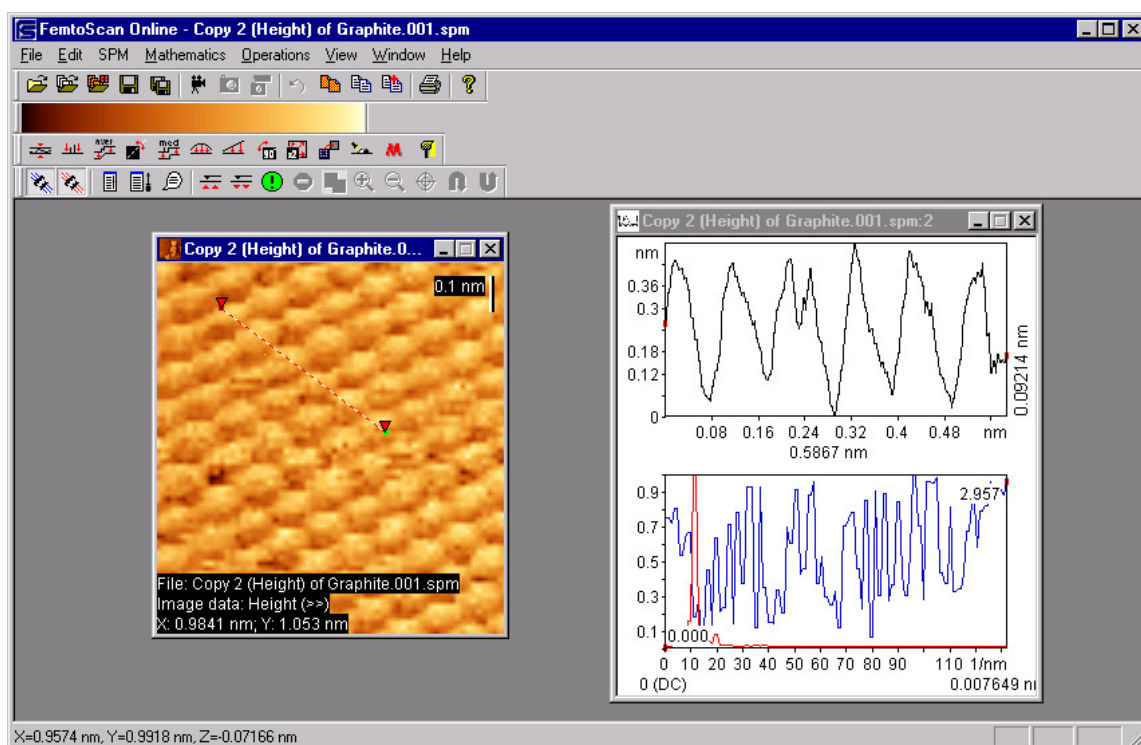 FemtoScan Online - Copy 2 (Height) of Graphite.001.spm
File Edit SPM Mathematics Operations View Window Help
aver
med
Copy 2 (Height) of Graphite.0...
0.1 nm
File: Copy 2 (Height) of Graphite.001.spm
Image data: Height (>>)
X: 0.9841 nm; Y: 1.053 nm
Copy 2 (Height) of Graphite.001.spm:2
nm
0.36
0.3
0.18
0.12
0
0.08 0.16 0.24 0.32 0.4 0.48 nm
0.5867 nm
0.09214 nm
0.9
0.7
0.5
0.3
0.1
2.957
0.000
0 10 20 30 40 50 60 70 80 90 110 1/nm
0 (DC) 0.007649
X=0.9574 nm, Y=0.9918 nm, Z=-0.07166 nm